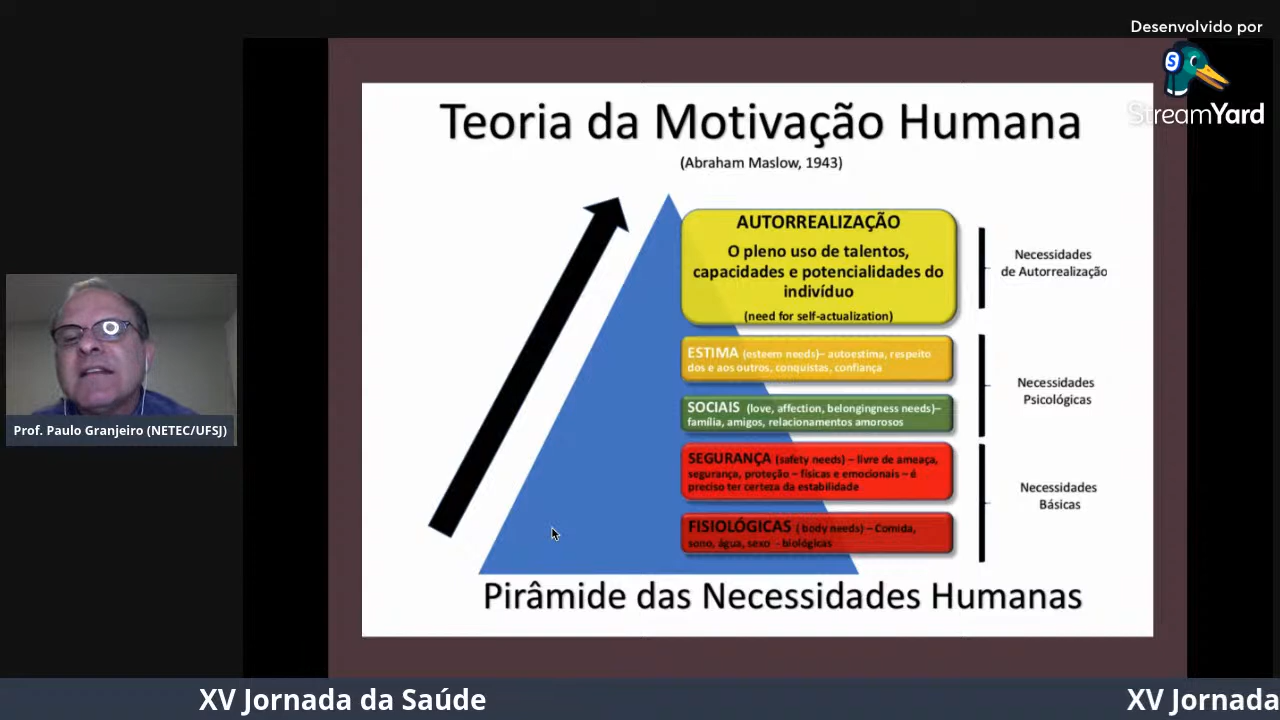 Desenvolvido por
StreamYard
Teoria da Motivação Humana
(Abraham Maslow, 1943)
AUTORREALIZAÇÃO
O pleno uso de talentos,
capacidades e potencialidades do
indivíduo
(need for self-actualization)
Necessidades
de Autorrealização
ESTIMA (esteem needs)– autoestima, respeito
dos e aos outros, conquistas, confiança
SOCIAIS (love, affection, belongingness needs)–
família, amigos, relacionamentos amorosos
Necessidades
Psicológicas
SEGURANÇA (safety needs) – livre de ameaça,
segurança, proteção – físicas e emocionais – é
preciso ter certeza da estabilidade
FISIOLÓGICAS ( body needs) – Comida,
sono, água, sexo - biológicas
Necessidades
Básicas
Pirâmide das Necessidades Humanas
Prof. Paulo Granjeiro (NETEC/UFSJ)
XV Jornada da Saúde
XV Jornada